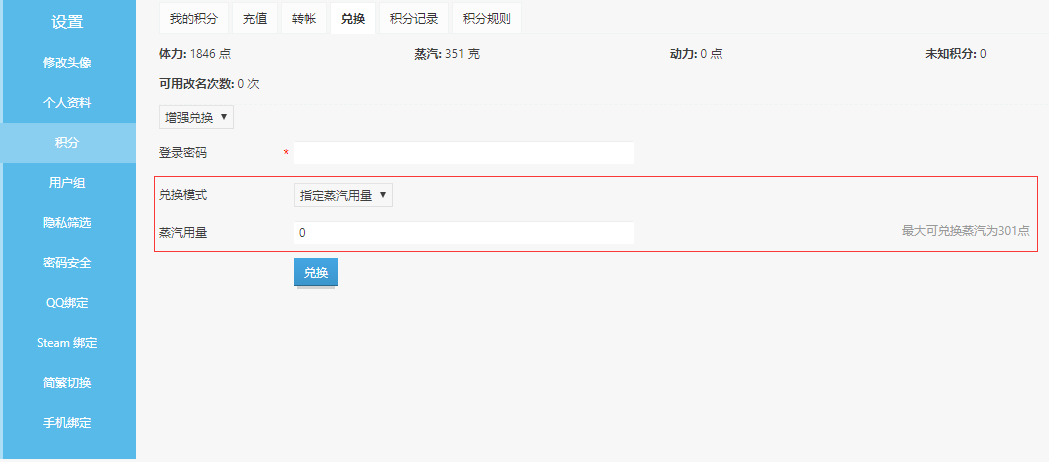 设置
修改头像
个人资料
积分
用户组
隐私筛选
密码安全
QQ绑定
Steam 绑定
简繁切换
手机绑定
我的积分 充值 转帐 兑换 积分记录 积分规则
体力: 1846 点 蒸汽: 351 克 动力: 0 点 未知积分: 0
可用改名次数: 0 次
增强兑换 ▼
登录密码 *
兑换模式 指定蒸汽用量 ▼
蒸汽用量 0 最大可兑换蒸汽为301点
兑换